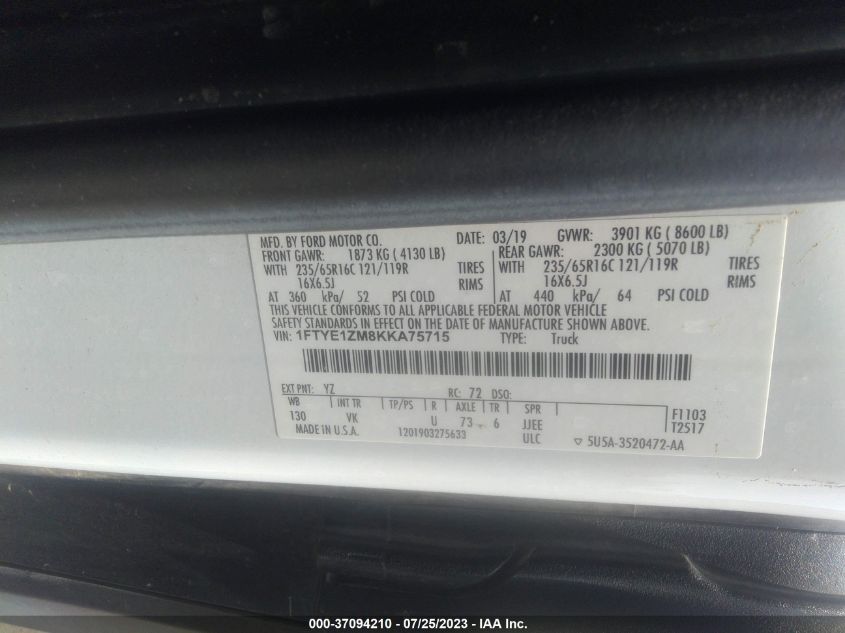 MFD. BY FORD MOTOR CO. DATE: 03/19 GVWR: 3901 KG ( 8600 LB)
FRONT GAWR: 1873 KG ( 4130 LB) REAR GAWR: 2300 KG ( 5070 LB)
WITH 235/65R16C 121/119R TIRES WITH 235/65R16C 121/119R TIRES
16X6.5J RIMS 16X6.5J RIMS
AT 360 kPa/ 52 PSI COLD AT 440 kPa/ 64 PSI COLD
THIS VEHICLE CONFORMS TO ALL APPLICABLE FEDERAL MOTOR VEHICLE
SAFETY STANDARDS IN EFFECT ON THE DATE OF MANUFACTURE SHOWN ABOVE.
VIN: 1FTYE1ZM8KKA75715 TYPE: Truck
EXT PNT: YZ RC: 72 DSO:
WB INT TR TP/PS R AXLE TR SPR F1103
130 VK U 73 6 JJEE T2517
MADE IN U.S.A. 1201903275633 ULC ▽ 5U5A-3520472-AA
000-37094210 - 07/25/2023 - IAA Inc.